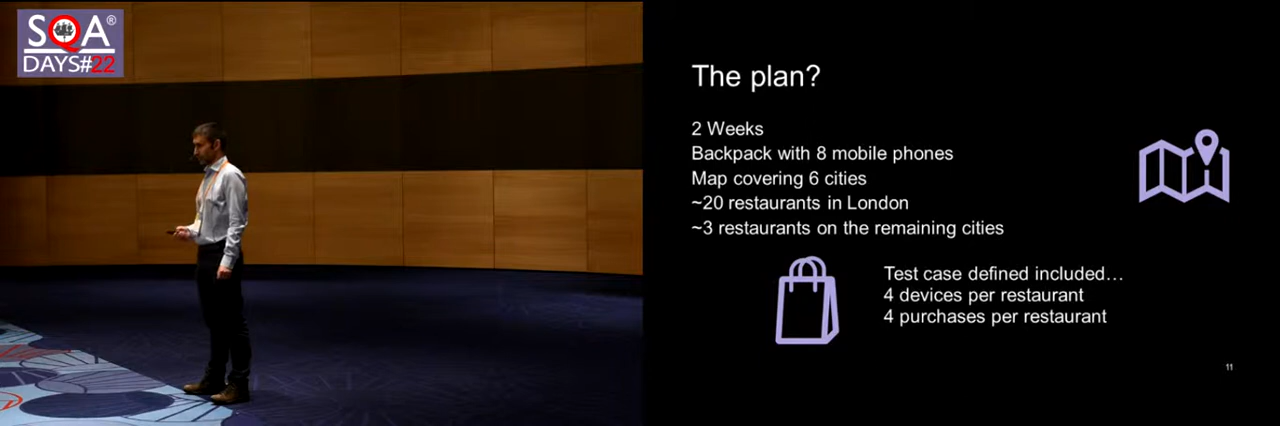 SQA®
DAYS#22
The plan?
2 Weeks
Backpack with 8 mobile phones
Map covering 6 cities
~20 restaurants in London
~3 restaurants on the remaining cities
Test case defined included…
4 devices per restaurant
4 purchases per restaurant
11